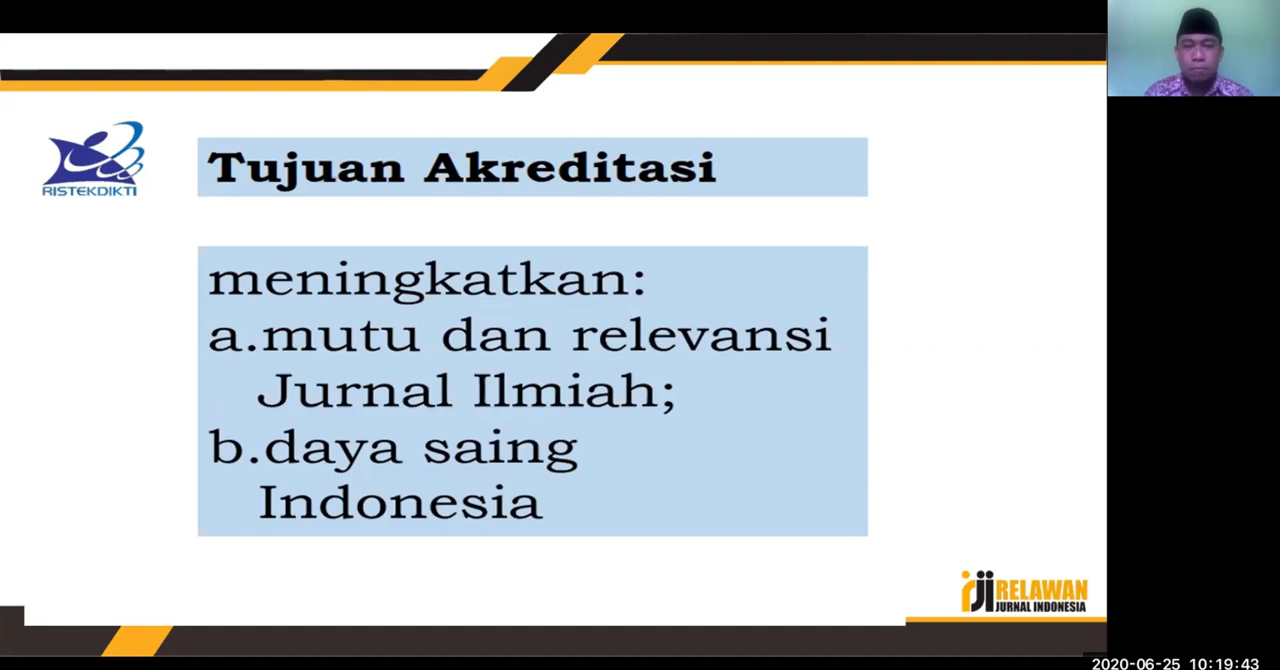 RISTEKDIKTI
Tujuan Akreditasi
meningkatkan:
a.mutu dan relevansi
Jurnal Ilmiah;
b.daya saing
Indonesia
rji RELAWAN
JURNAL INDONESIA
2020-06-25 10:19:43